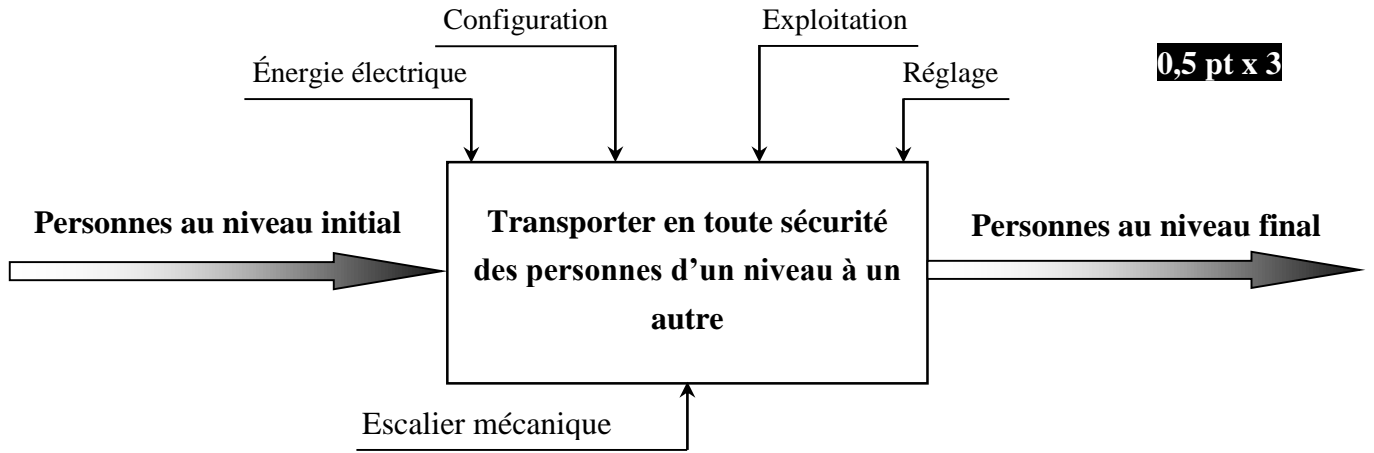 Configuration
Exploitation
0,5 pt x 3
Énergie électrique
Réglage
Personnes au niveau initial
Transporter en toute sécurité
des personnes d’un niveau à un
autre
Personnes au niveau final
Escalier mécanique